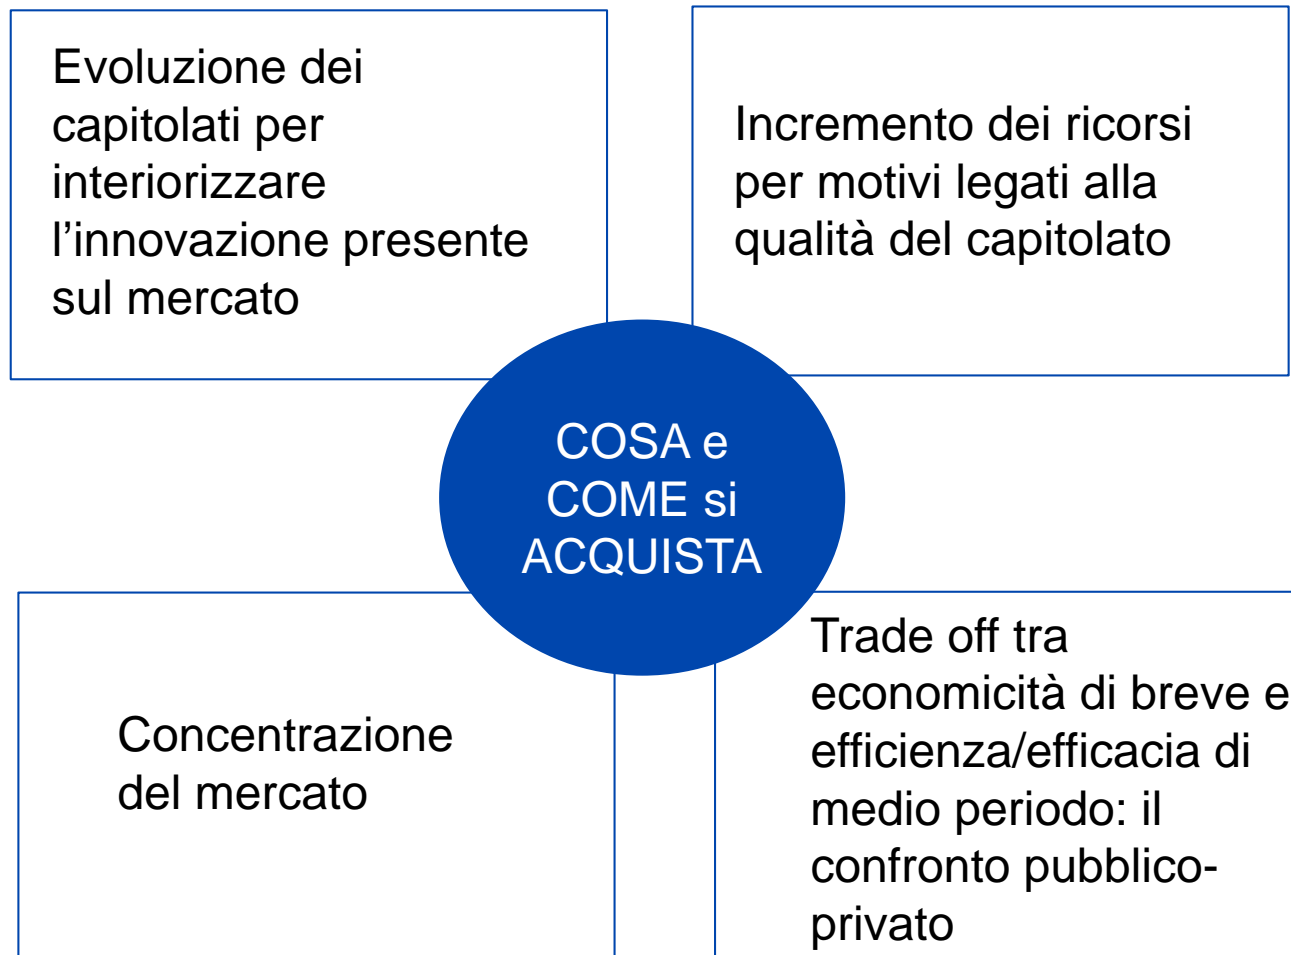 Evoluzione dei
capitolati per
interiorizzare
l’innovazione presente
sul mercato
Incremento dei ricorsi
per motivi legati alla
qualità del capitolato
COSA e
COME si
ACQUISTA
Concentrazione
del mercato
Trade off tra
economicità di breve e
efficienza/efficacia di
medio periodo: il
confronto pubblico-
privato